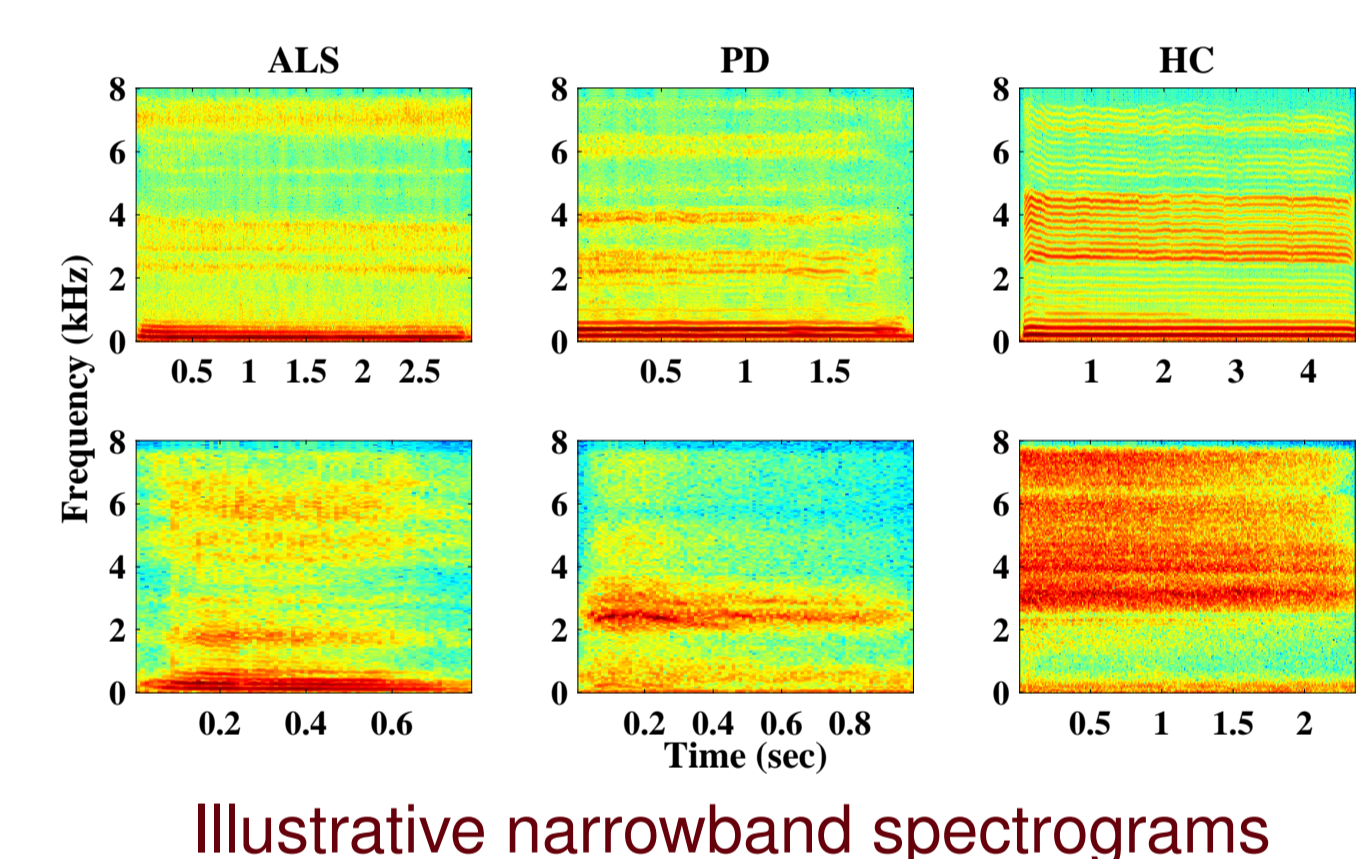 ALS PD HC
8 8 8
6 6 6
4 4 4
2 2 2
0 0 0
0.5 1 1.5 2 2.5 0.5 1 1.5 1 2 3 4
Frequency (kHz)
8 8 8
6 6 6
4 4 4
2 2 2
0 0 0
0.2 0.4 0.6 0.2 0.4 0.6 0.8 0.5 1 1.5 2
Time (sec)
Illustrative narrowband spectrograms